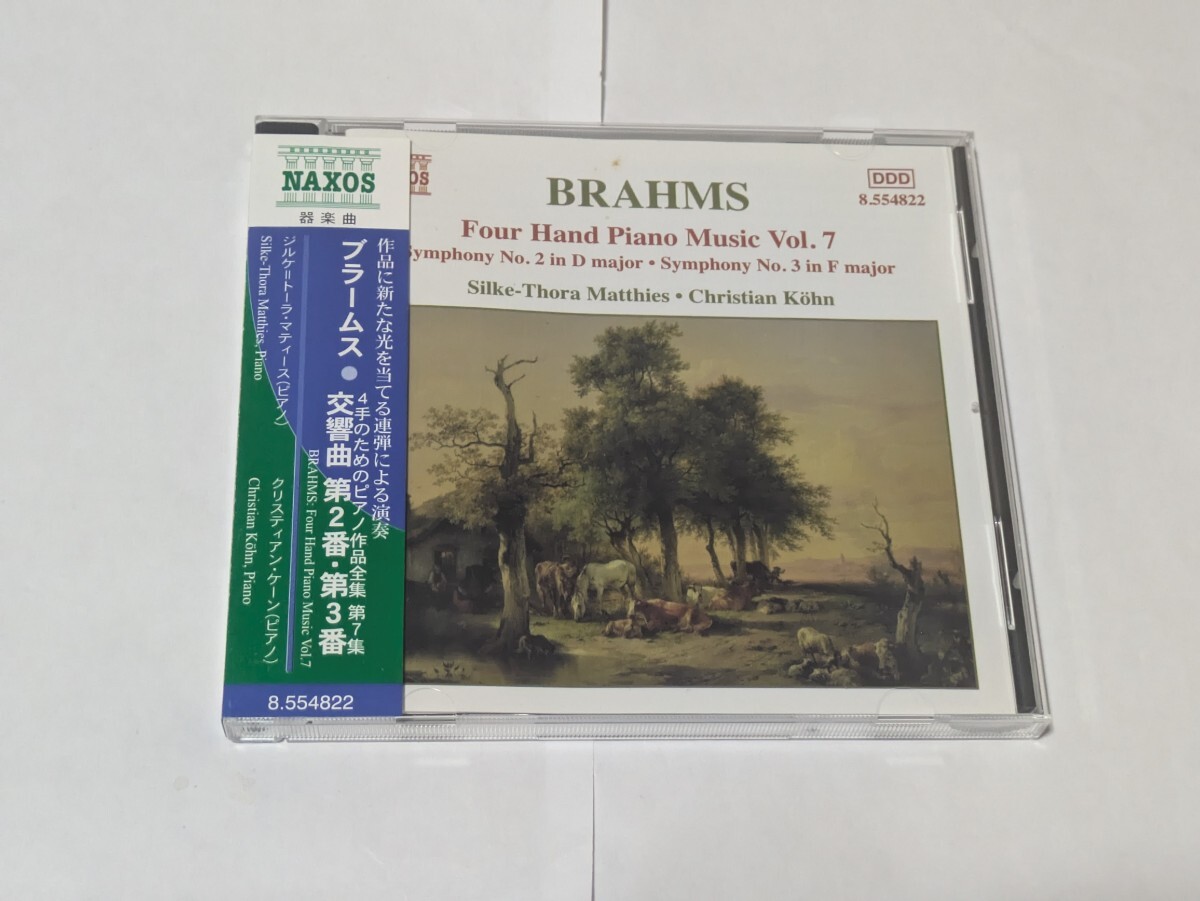 NAXOS
器楽曲
作品に新たな光を当てる連弾による演奏
ブラームス● 4手のためのピアノ作品全集 第7集
交響曲 第2番・第3番
BRAHMS: Four Hand Piano Music Vol.7
ジルケ=トーラ・マティース(ピアノ)
Silke-Thora Matthies, Piano
クリスティアン・ケーン(ピアノ)
Christian Köhn, Piano
8.554822
OS
BRAHMS
DDD
8.554822
Four Hand Piano Music Vol. 7
Symphony No. 2 in D major • Symphony No. 3 in F major
Silke-Thora Matthies • Christian Köhn